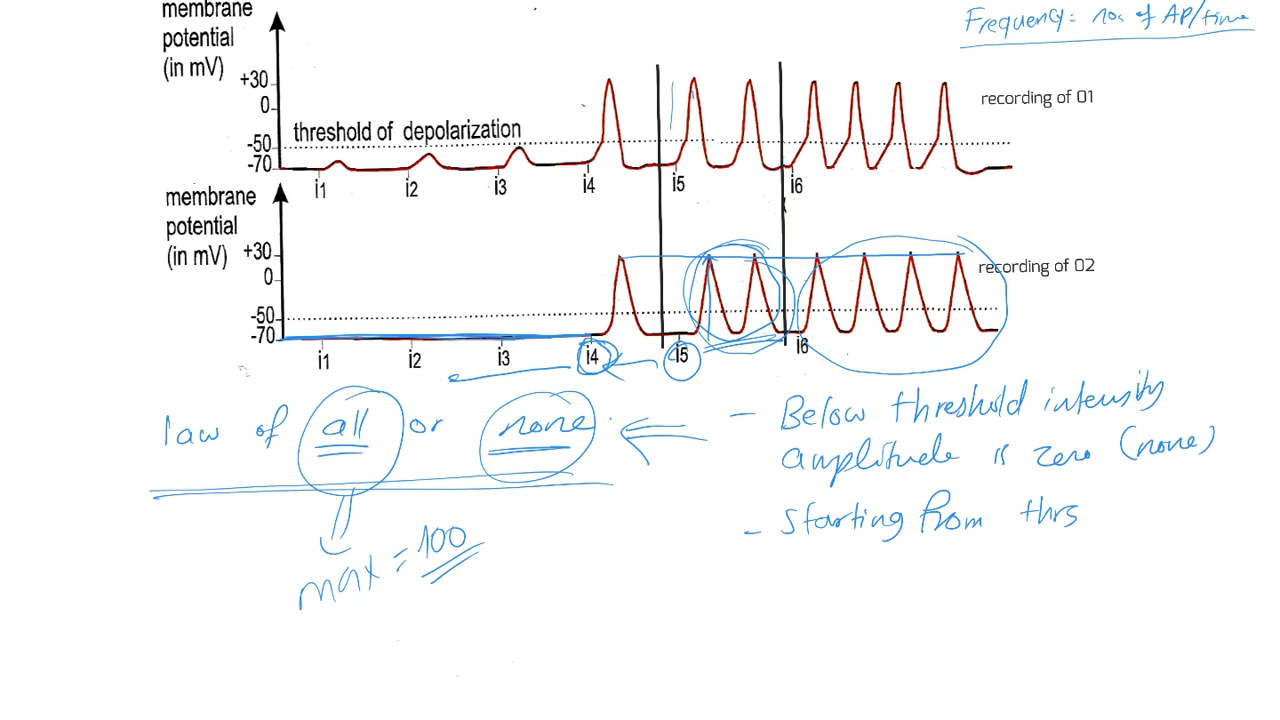 membrane
potential
(in mV)
Frequency: no. of AP/time
+30
0
-50
-70
threshold of depolarization
recording of O1
i1 i2 i3 i4 i5 i6
membrane
potential
(in mV)
+30
0
-50
-70
recording of O2
i1 i2 i3 i4 i5 i6
law of all or none
max = 100
- Below threshold intensity
amplitude is zero (none)
- Starting from thrs